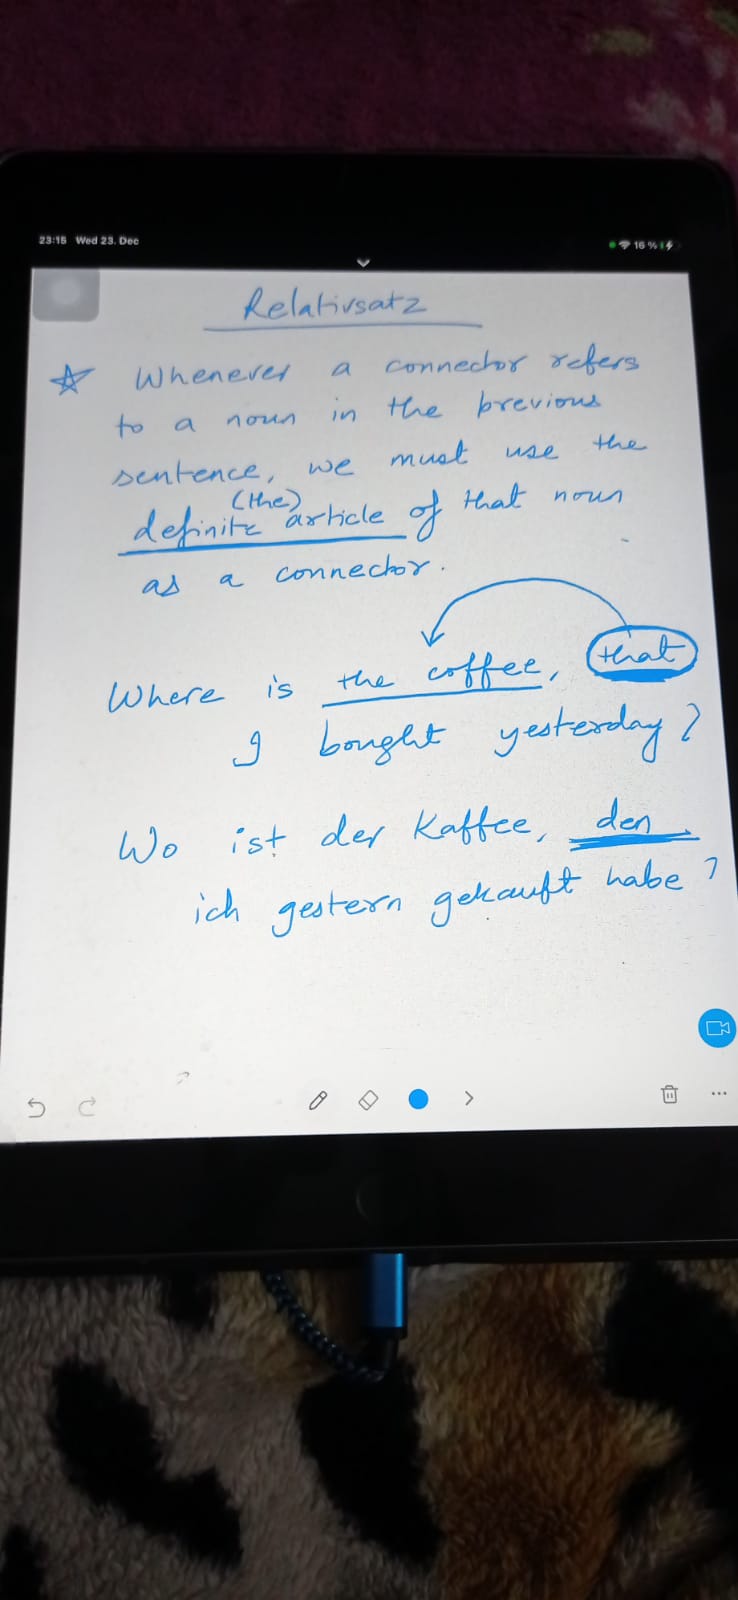 23:15 Wed 23. Dec
16 %
Relativsatz
Whenever a connector refers
to a noun in the previous
sentence, we must use the
(the)
definite article of that noun
as a connector.
Where is the coffee, that
I bought yesterday?
Wo ist der Kaffee, den
ich gestern gekauft habe?